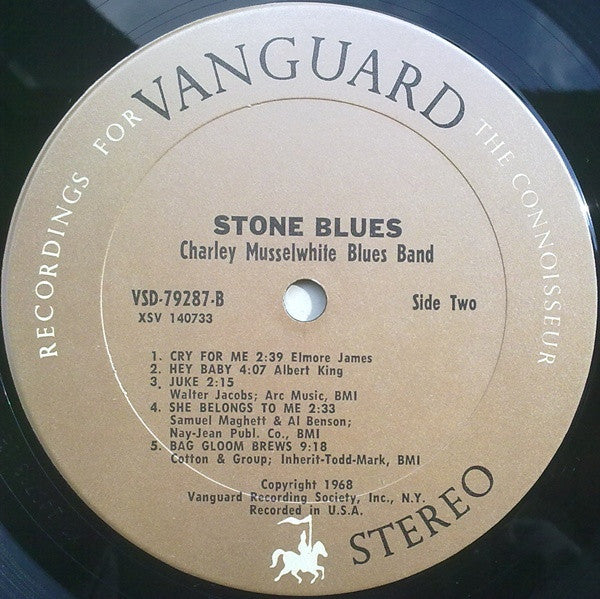 RECORDINGS FOR VANGUARD THE CONNOISSEUR
STONE BLUES
Charley Musselwhite Blues Band
VSD-79287-B Side Two
XSV 140733
1. CRY FOR ME 2:39 Elmore James
2. HEY BABY 4:07 Albert King
3. JUKE 2:15
Walter Jacobs; Arc Music, BMI
4. SHE BELONGS TO ME 2:33
Samuel Maghett & Al Benson;
Nay-Jean Publ. Co., BMI
5. BAG GLOOM BREWS 9:18
Cotton & Group; Inherit-Todd-Mark, BMI
Copyright 1968
Vanguard Recording Society, Inc., N.Y.
Recorded in U.S.A.
STEREO